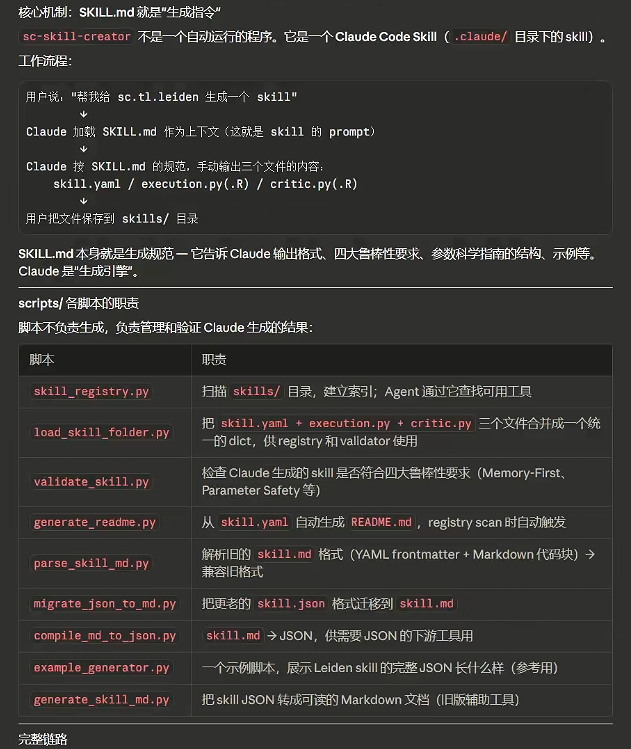 核心机制：SKILL.md 就是“生成指令”
sc-skill-creator 不是一个自动运行的程序。它是一个 Claude Code Skill（ .claude/ 目录下的 skill）。
工作流程：
用户说："帮我给 sc.tl.leiden 生成一个 skill"
↓
Claude 加载 SKILL.md 作为上下文（这就是 skill 的 prompt）
↓
Claude 按 SKILL.md 的规范，手动输出三个文件的内容：
skill.yaml / execution.py(.R) / critic.py(.R)
↓
用户把文件保存到 skills/ 目录
SKILL.md 本身就是生成规范 — 它告诉 Claude 输出格式、四大鲁棒性要求、参数科学指南的结构、示例等。
Claude 是“生成引擎”。
scripts/ 各脚本的职责
脚本不负责生成，负责管理和验证 Claude 生成的结果：
脚本 职责
skill_registry.py 扫描 skills/ 目录，建立索引；Agent 通过它查找可用工具
load_skill_folder.py 把 skill.yaml + execution.py + critic.py 三个文件合并成一个统
一的 dict，供 registry 和 validator 使用
validate_skill.py 检查 Claude 生成的 skill 是否符合四大鲁棒性要求（Memory-First、
Parameter Safety 等）
generate_readme.py 从 skill.yaml 自动生成 README.md ，registry scan 时自动触发
parse_skill_md.py 解析旧的 skill.md 格式（YAML frontmatter + Markdown 代码块）→
兼容旧格式
migrate_json_to_md.py 把更老的 skill.json 格式迁移到 skill.md
compile_md_to_json.py skill.md → JSON，供需要 JSON 的下游工具用
example_generator.py 一个示例脚本，展示 Leiden skill 的完整 JSON 长什么样（参考用）
generate_skill_md.py 把 skill JSON 转成可读的 Markdown 文档（旧版辅助工具）
完整链路